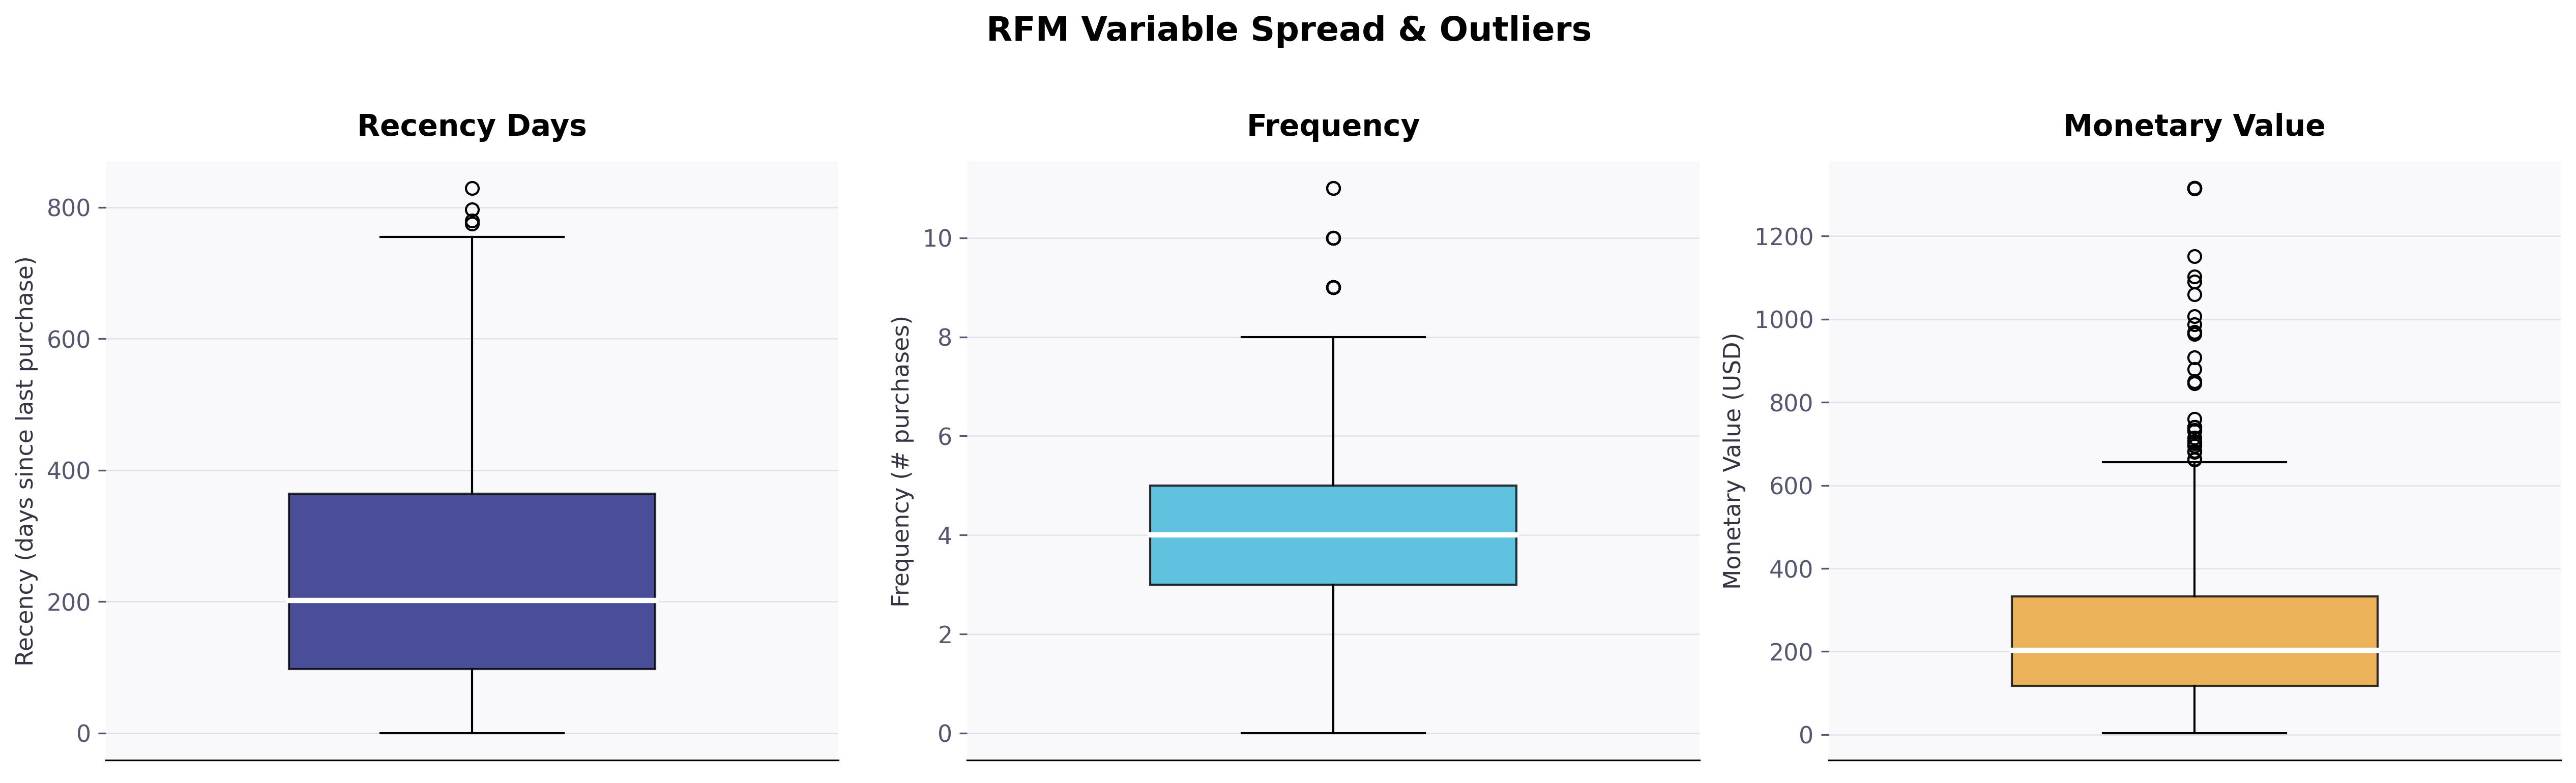 RFM Variable Spread & Outliers
Recency Days
Recency (days since last purchase)
800
600
400
200
0
Frequency
Frequency (# purchases)
10
8
6
4
2
0
Monetary Value
Monetary Value (USD)
1200
1000
800
600
400
200
0